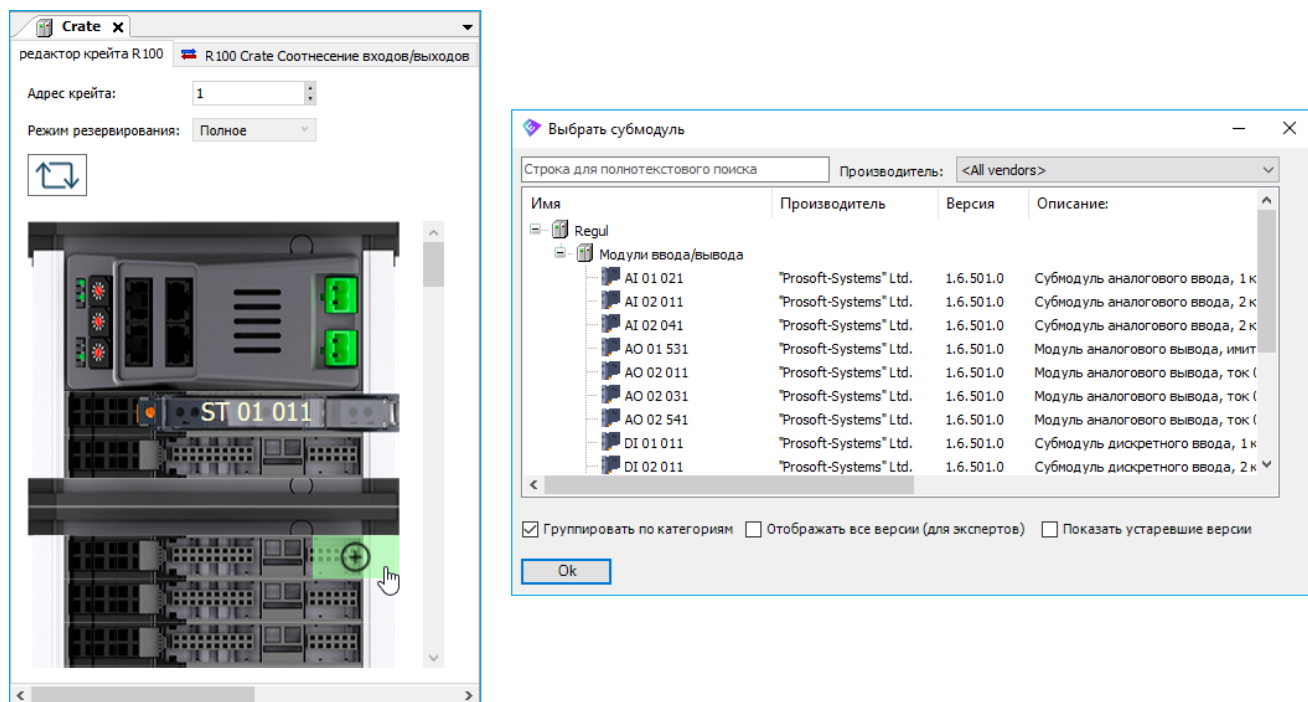 Crate
редактор крейта R100
R100 Crate Соотнесение входов/выходов
Адрес крейта: 1
Режим резервирования: Полное
ST 01 011
Выбрать субмодуль
Строка для полнотекстового поиска Производитель: <All vendors>
Имя Производитель Версия Описание:
Regul
Модули ввода/вывода
AI 01 021 "Prosoft-Systems" Ltd. 1.6.501.0 Субмодуль аналогового ввода, 1 к
AI 02 011 "Prosoft-Systems" Ltd. 1.6.501.0 Субмодуль аналогового ввода, 2 к
AI 02 041 "Prosoft-Systems" Ltd. 1.6.501.0 Субмодуль аналогового ввода, 2 к
AO 01 531 "Prosoft-Systems" Ltd. 1.6.501.0 Модуль аналогового вывода, имит
AO 02 011 "Prosoft-Systems" Ltd. 1.6.501.0 Модуль аналогового вывода, ток (
AO 02 031 "Prosoft-Systems" Ltd. 1.6.501.0 Модуль аналогового вывода, ток (
AO 02 541 "Prosoft-Systems" Ltd. 1.6.501.0 Модуль аналогового вывода, ток (
DI 01 011 "Prosoft-Systems" Ltd. 1.6.501.0 Субмодуль дискретного ввода, 1 к
DI 02 011 "Prosoft-Systems" Ltd. 1.6.501.0 Субмодуль дискретного ввода, 2 к
Группировать по категориям Отображать все версии (для экспертов) Показать устаревшие версии
Ok